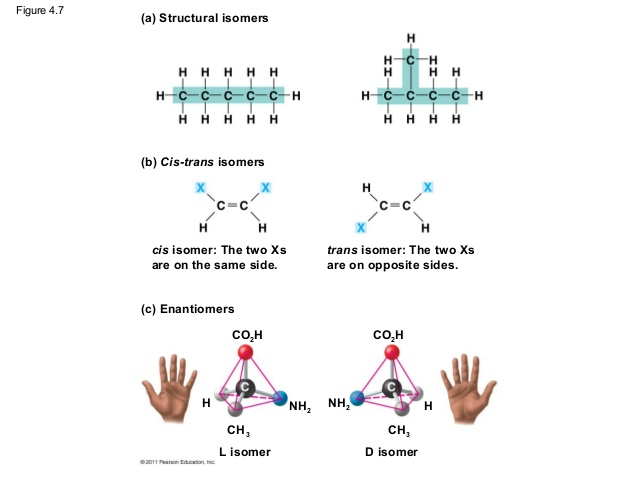 Figure 4.7
(a) Structural isomers
H
H C H
H H H H H H H H
H C C C C C H H C C C C H
H H H H H H H H H
(b) Cis-trans isomers
X X H X
C=C C=C
H H X H
cis isomer: The two Xs
are on the same side.
trans isomer: The two Xs
are on opposite sides.
(c) Enantiomers
CO₂H CO₂H
C C
H NH₂ NH₂ H
CH₃ CH₃
L isomer D isomer
© 2011 Pearson Education, Inc.